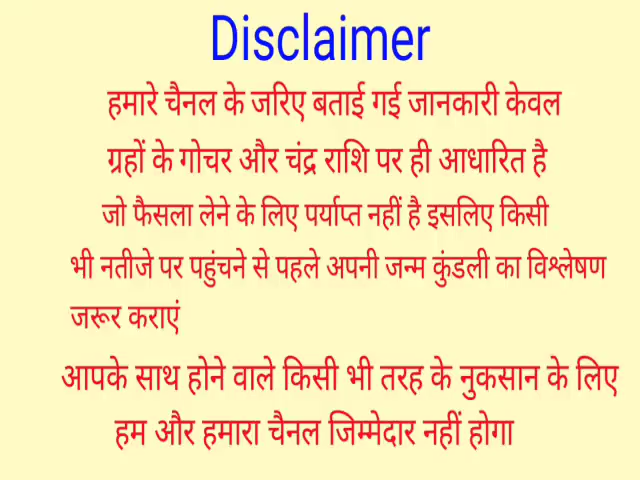 Disclaimer
हमारे चैनल के जरिए बताई गई जानकारी केवल
ग्रहों के गोचर और चंद्र राशि पर ही आधारित है
जो फैसला लेने के लिए पर्याप्त नहीं है इसलिए किसी
भी नतीजे पर पहुंचने से पहले अपनी जन्म कुंडली का विश्लेषण
जरूर कराएं
आपके साथ होने वाले किसी भी तरह के नुकसान के लिए
हम और हमारा चैनल जिम्मेदार नहीं होगा